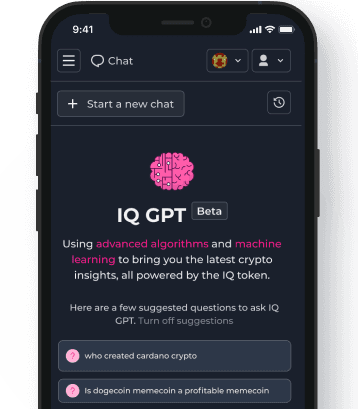 9:41
Chat
+ Start a new chat
IQ GPT Beta
Using advanced algorithms and machine
learning to bring you the latest crypto
insights, all powered by the IQ token.
Here are a few suggested questions to ask IQ
GPT. Turn off suggestions
? who created cardano crypto
? Is dogecoin memecoin a profitable memecoin